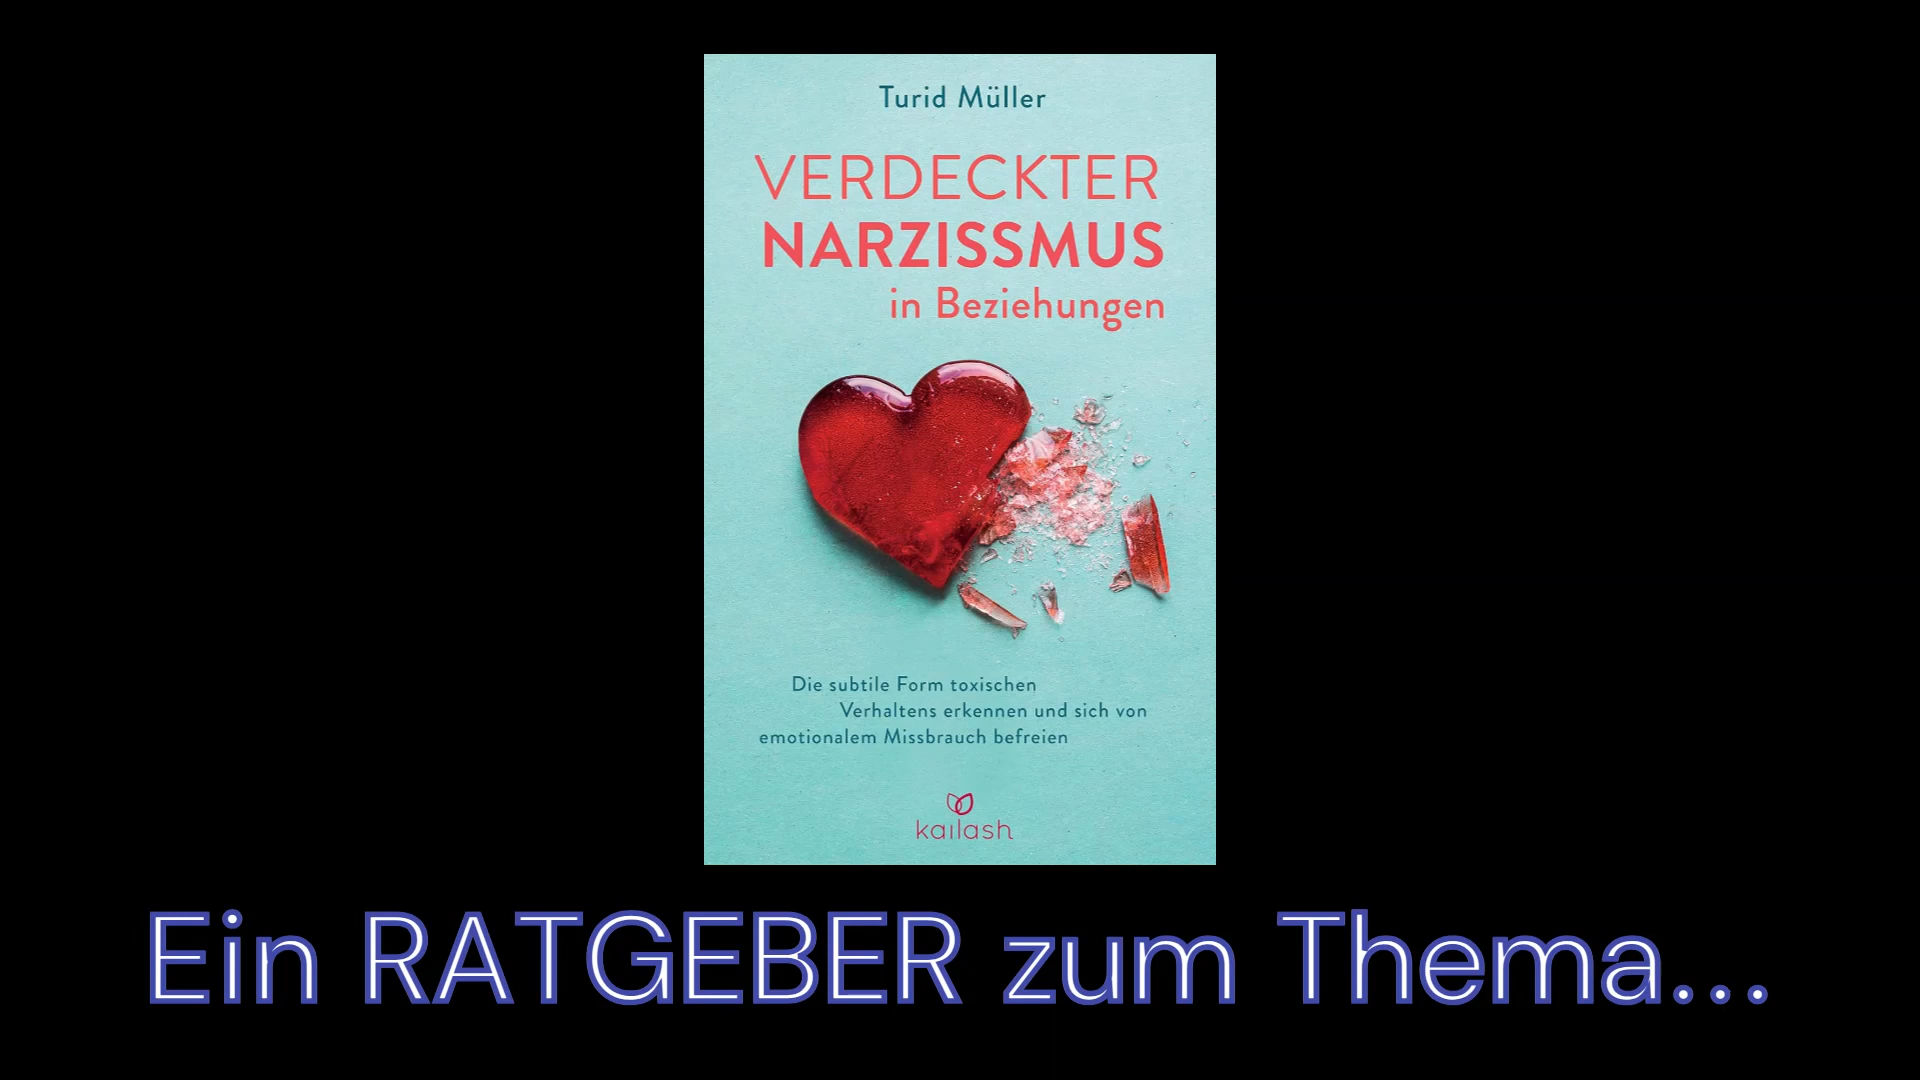 Turid Müller
VERDECKTER
NARZISSMUS
in Beziehungen
Die subtile Form toxischen
Verhaltens erkennen und sich von
emotionalem Missbrauch befreien
kailash
Ein RATGEBER zum Thema...